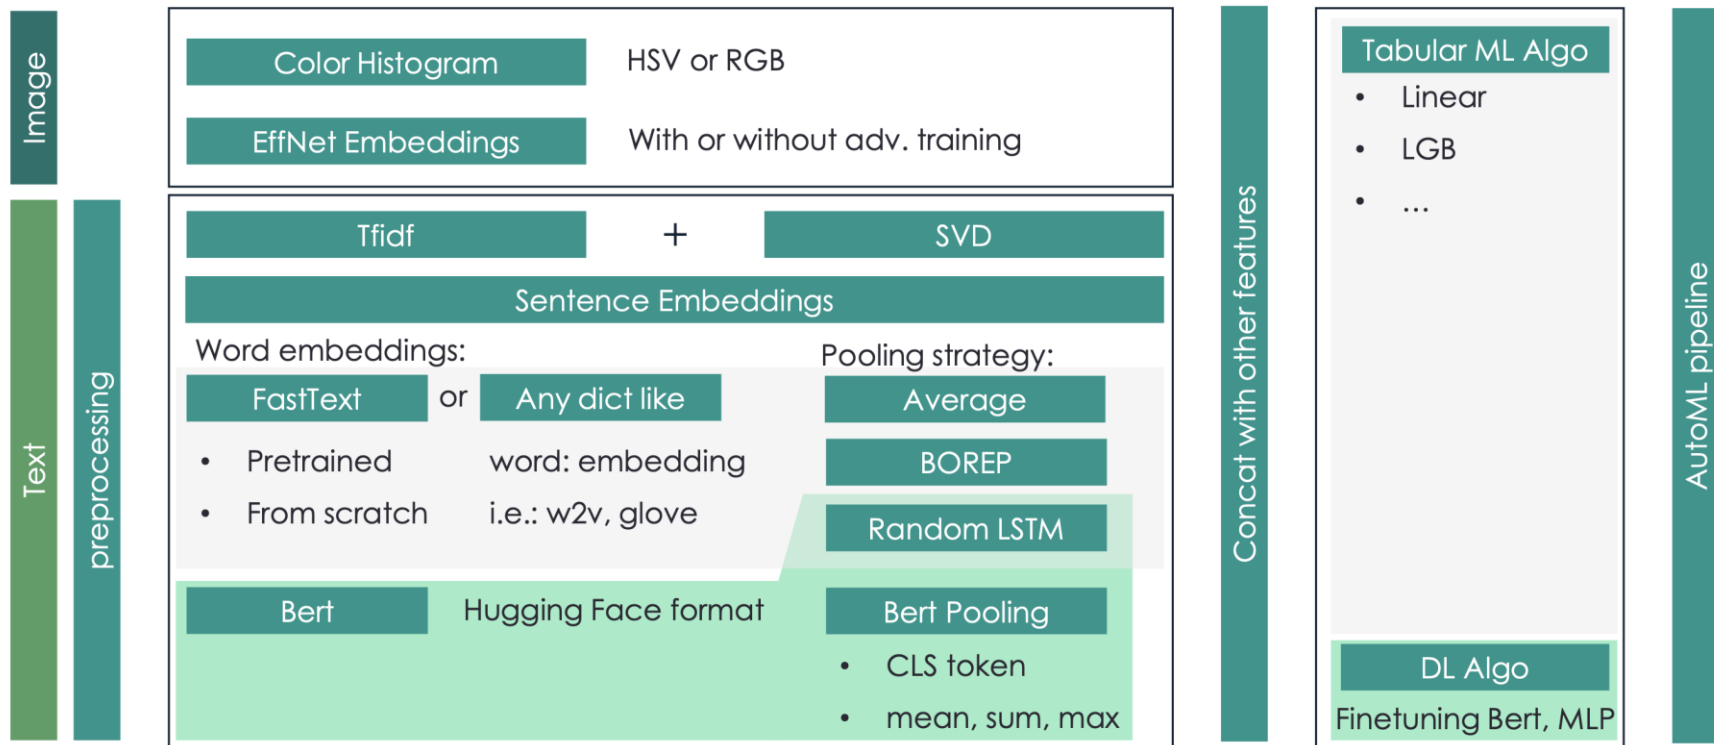 Image
Color Histogram
HSV or RGB
EffNet Embeddings
With or without adv. training
Text
preprocessing
Tfidf
+
SVD
Sentence Embeddings
Word embeddings:
Pooling strategy:
FastText
or
Any dict like
Average
• Pretrained
word: embedding
BOREP
• From scratch
i.e.: w2v, glove
Random LSTM
Bert
Hugging Face format
Bert Pooling
• CLS token
• mean, sum, max
Concat with other features
Tabular ML Algo
• Linear
• LGB
• ...
DL Algo
Finetuning Bert, MLP
AutoML pipeline